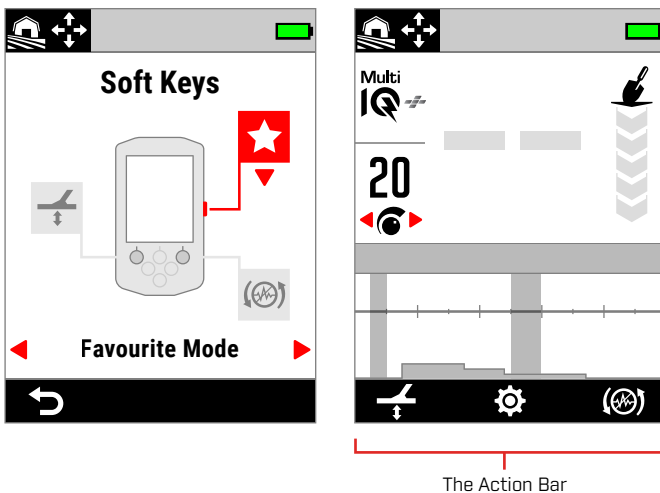 Soft Keys
Favourite Mode
Multi
IQ
20
The Action Bar